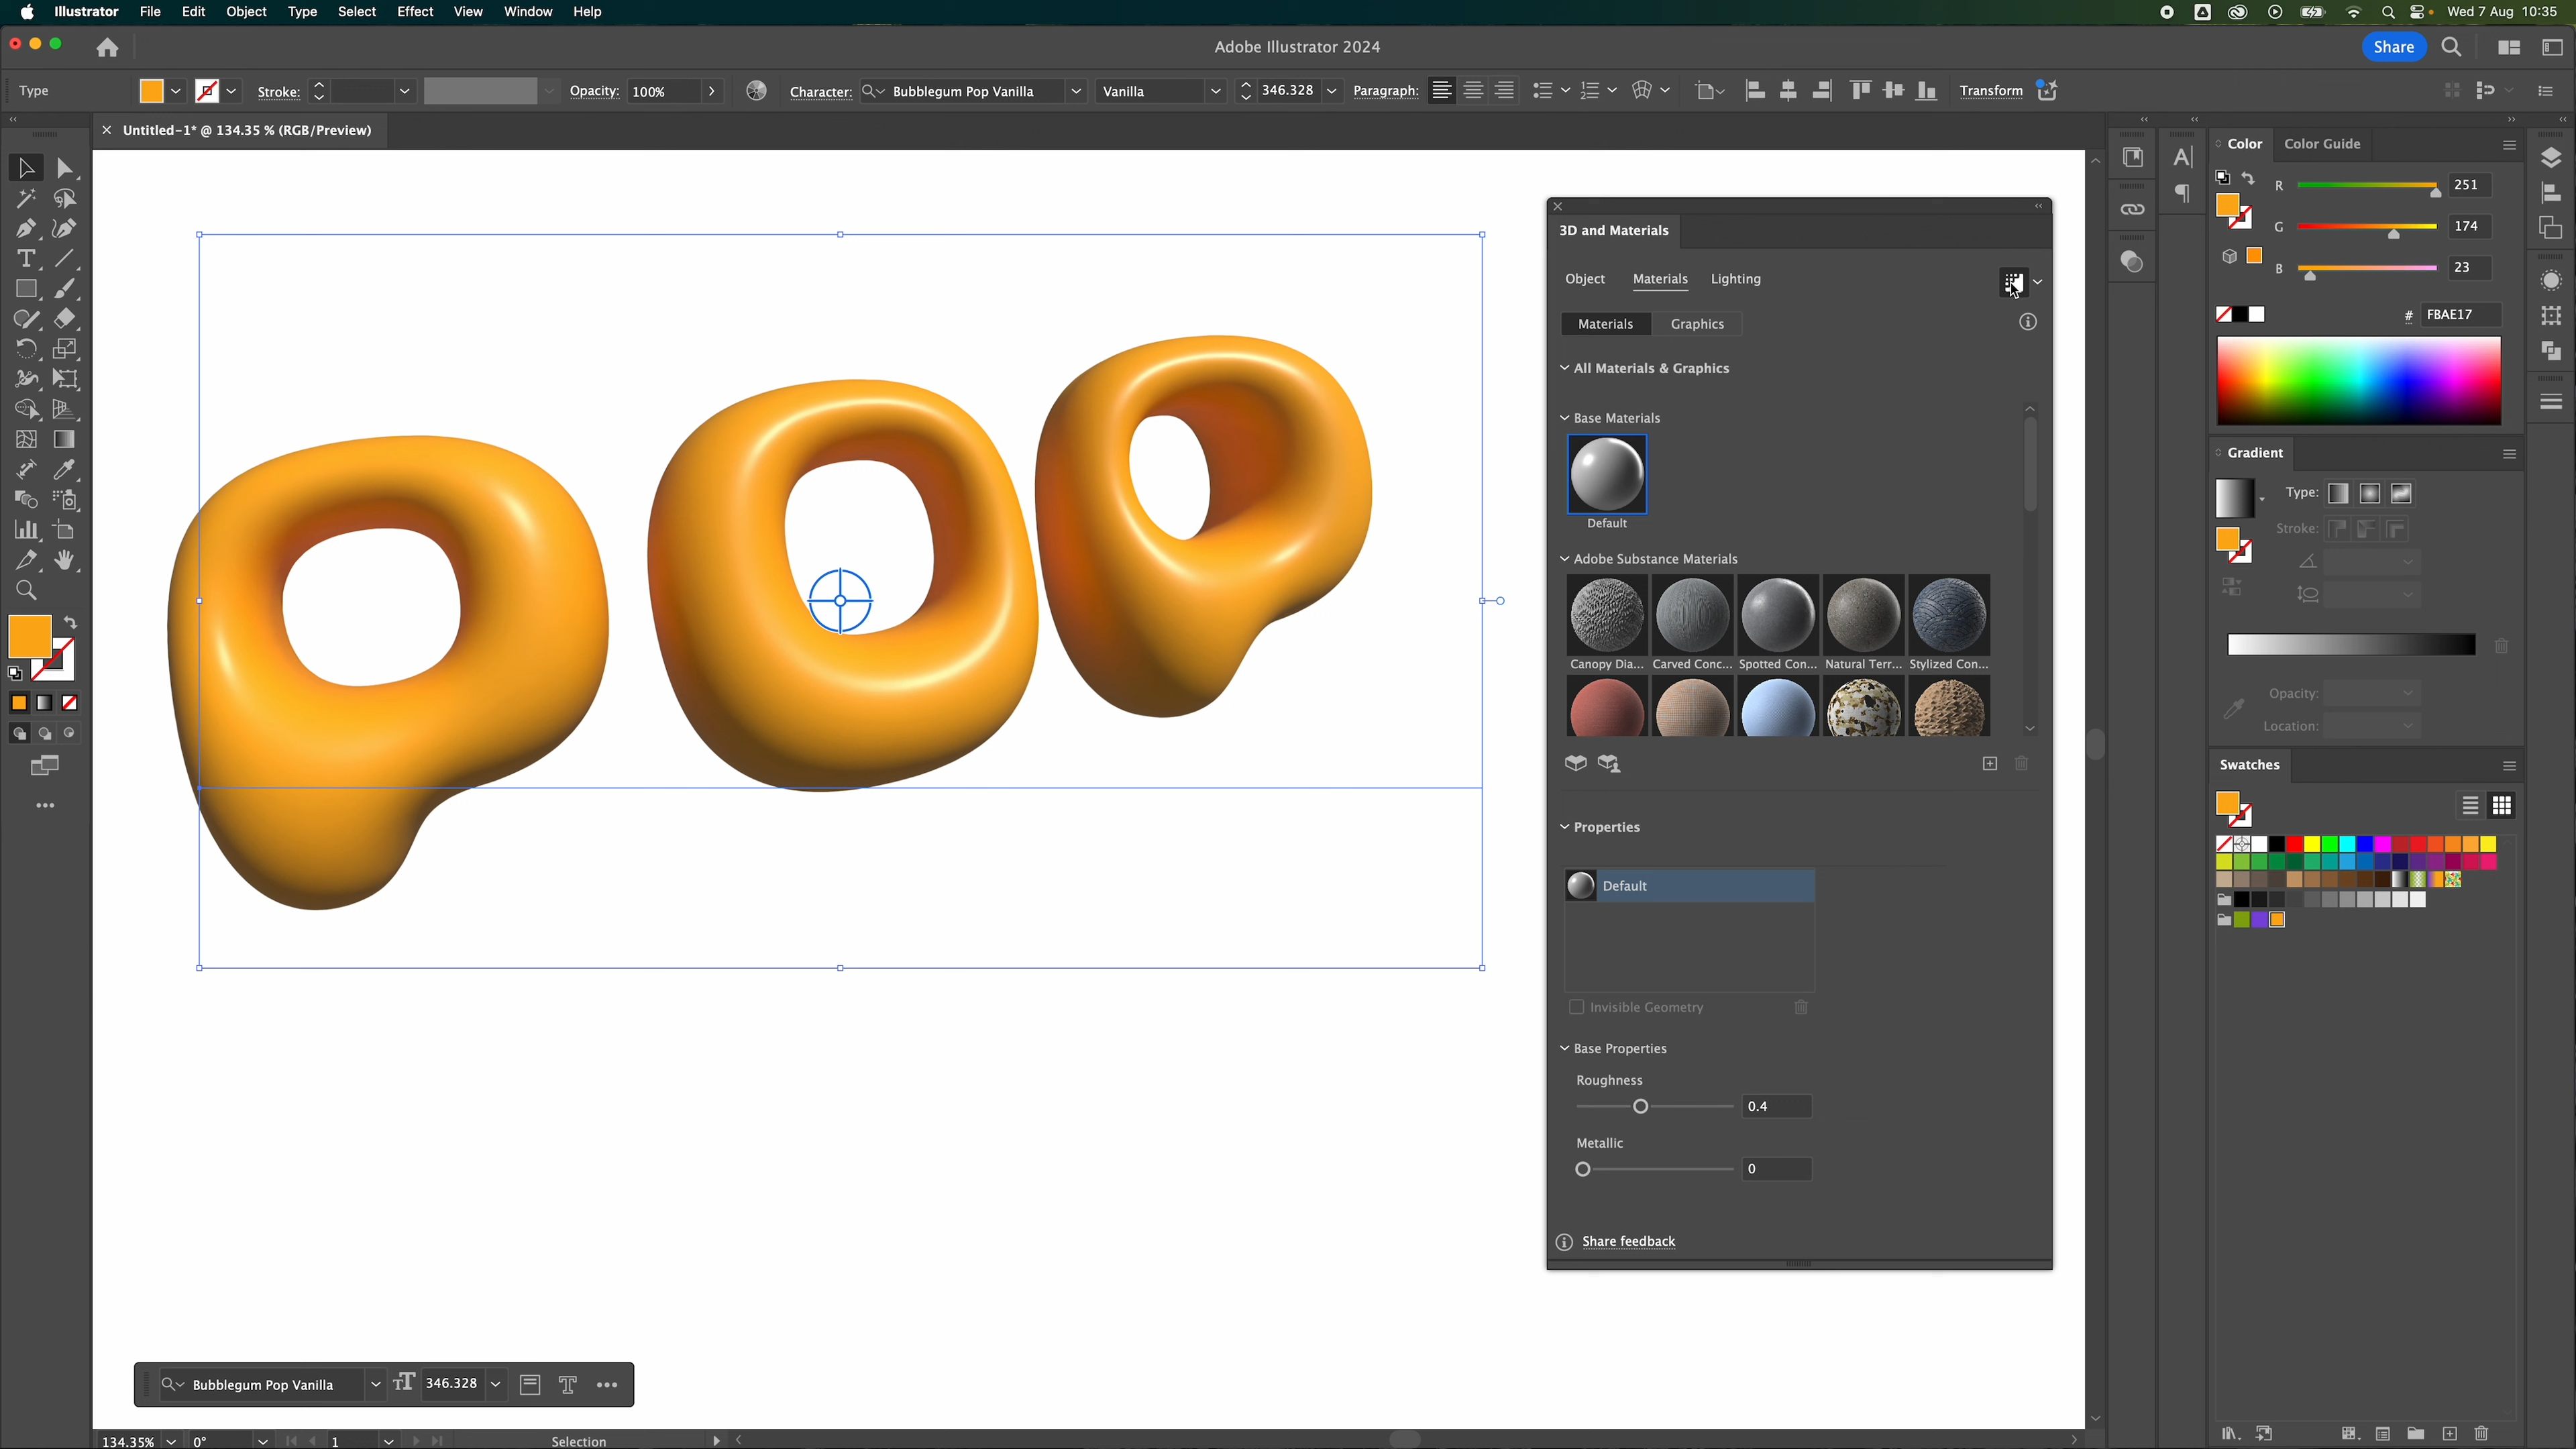 Illustrator File Edit Object Type Select Effect View Window Help Wed 7 Aug 10:35
Adobe Illustrator 2024 Share
Type Stroke: Opacity: 100% Character: Bubblegum Pop Vanilla Vanilla 346.328 Paragraph: Transform
Untitled-1* @ 134.35 % (RGB/Preview)
POP
3D and Materials
Object Materials Lighting
Materials Graphics
All Materials & Graphics
Base Materials
Default
Adobe Substance Materials
Canopy Dia... Carved Conc... Spotted Con... Natural Terr... Stylized Con...
Properties
Default
Invisible Geometry
Base Properties
Roughness
0.4
Metallic
0
Share feedback
Color Color Guide
R 251
G 174
B 23
# FBAE17
Gradient
Type:
Stroke:
Opacity:
Location:
Swatches
Bubblegum Pop Vanilla 346.328
134.35% 0° 1 Selection